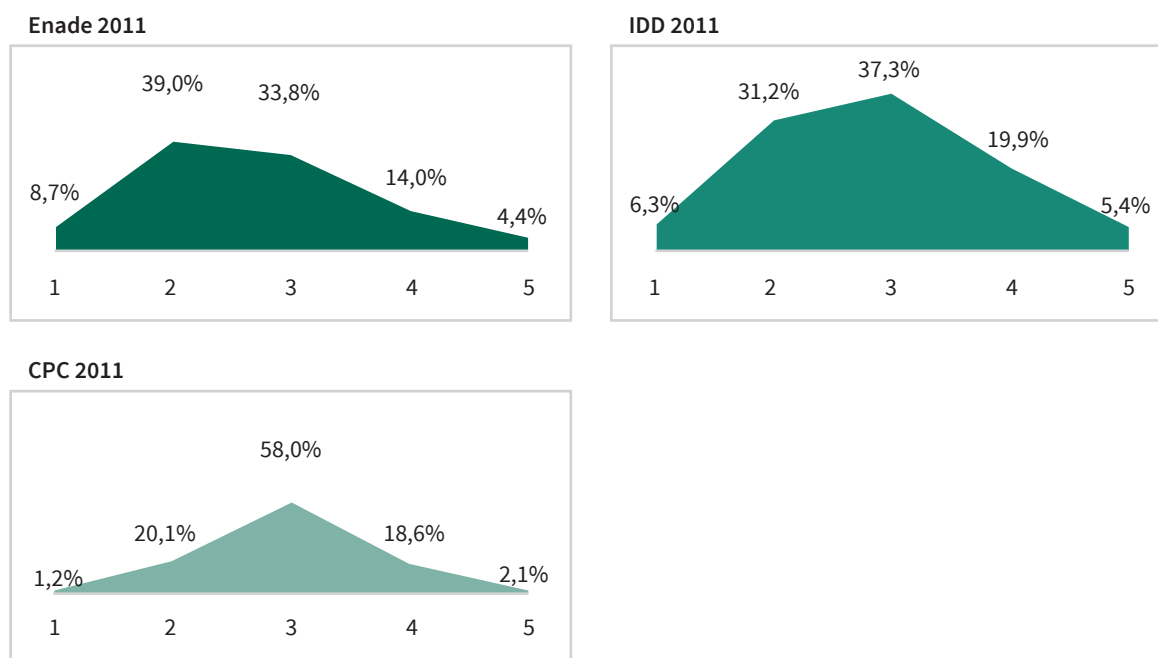 Enade 2011
39,0%
33,8%
8,7%
14,0%
4,4%
1 2 3 4 5
IDD 2011
37,3%
31,2%
19,9%
6,3%
5,4%
1 2 3 4 5
CPC 2011
58,0%
20,1%
18,6%
1,2%
2,1%
1 2 3 4 5